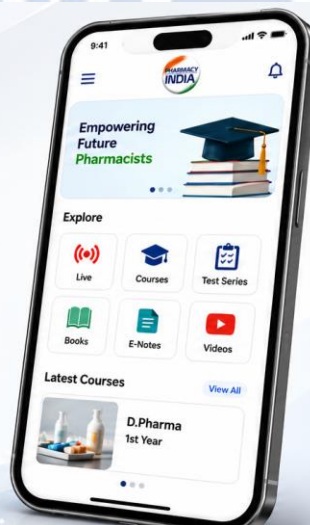 9:41
PHARMACY
INDIA
Empowering
Future
Pharmacists
Explore
Live
Courses
Test Series
Books
E-Notes
Videos
Latest Courses
View All
D.Pharma
1st Year